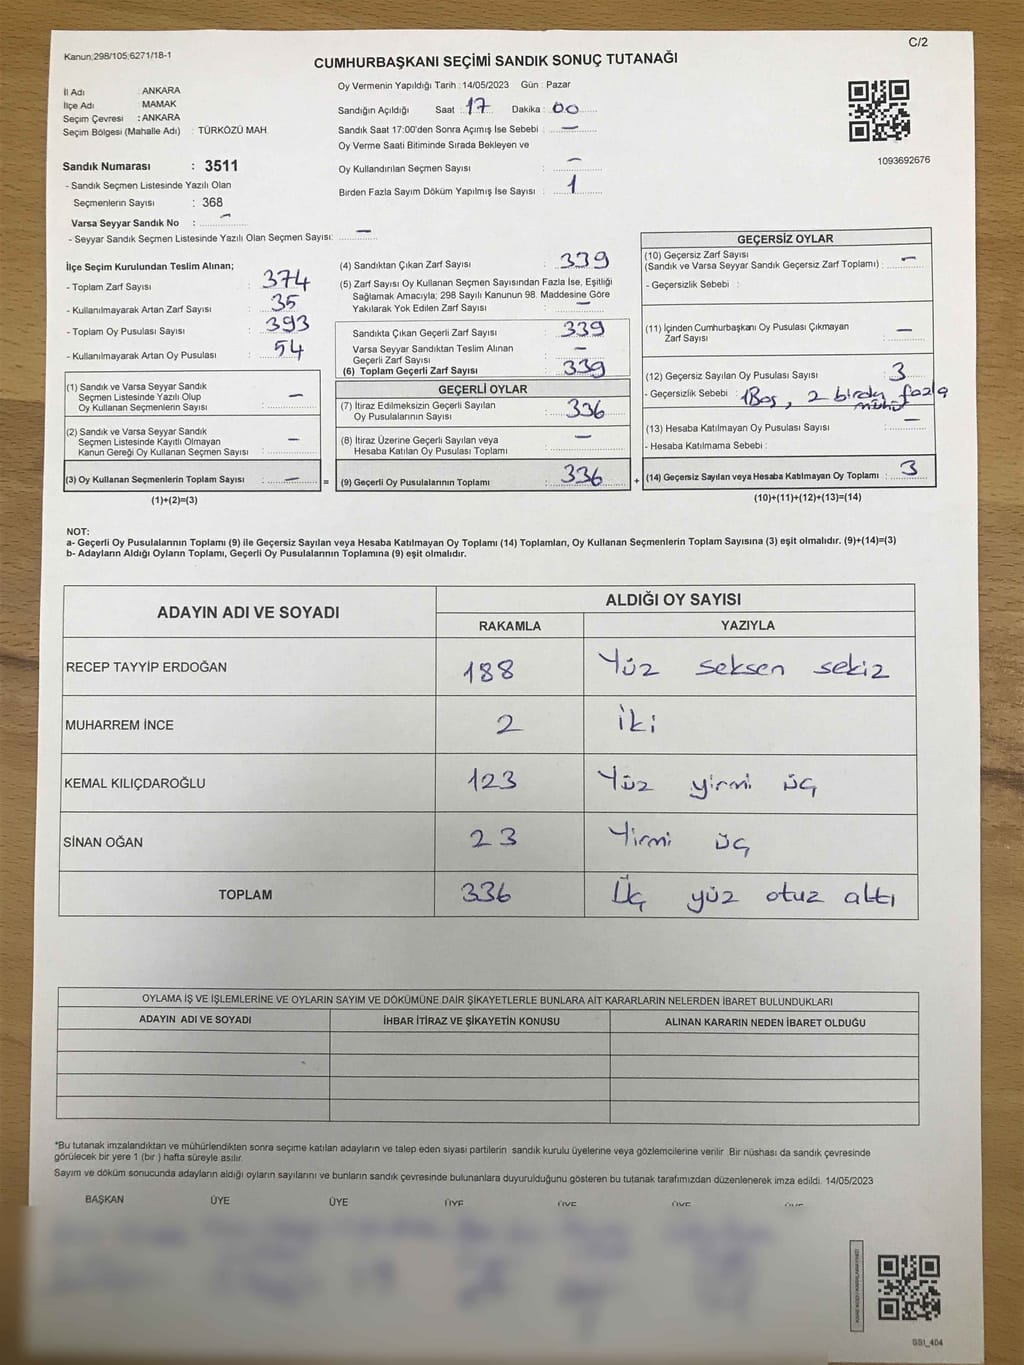 C/2
Kanun:298/105;6271/18-1
CUMHURBAŞKANI SEÇİMİ SANDIK SONUÇ TUTANAĞI
İl Adı : ANKARA
İlçe Adı : MAMAK
Seçim Çevresi : ANKARA
Seçim Bölgesi (Mahalle Adı) : TÜRKÖZÜ MAH
Oy Vermenin Yapıldığı Tarih : 14/05/2023 Gün : Pazar
Sandığın Açıldığı Saat : 17 Dakika : 00
Sandık Saat 17:00'den Sonra Açımış İse Sebebi : —
Oy Verme Saati Bitiminde Sırada Bekleyen ve
Oy Kullandırılan Seçmen Sayısı : —
Birden Fazla Sayım Döküm Yapılmış İse Sayısı : 1
1093692676
Sandık Numarası : 3511
- Sandık Seçmen Listesinde Yazılı Olan
Seçmenlerin Sayısı : 368
Varsa Seyyar Sandık No : —
- Seyyar Sandık Seçmen Listesinde Yazılı Olan Seçmen Sayısı: —
İlçe Seçim Kurulundan Teslim Alınan;
- Toplam Zarf Sayısı : 374
- Kullanılmayarak Artan Zarf Sayısı : 35
- Toplam Oy Pusulası Sayısı : 393
- Kullanılmayarak Artan Oy Pusulası : 54
(1) Sandık ve Varsa Seyyar Sandık
Seçmen Listesinde Yazılı Olup
Oy Kullanan Seçmenlerin Sayısı : —
(2) Sandık ve Varsa Seyyar Sandık
Seçmen Listesinde Kayıtlı Olmayan
Kanun Gereği Oy Kullanan Seçmen Sayısı : —
(3) Oy Kullanan Seçmenlerin Toplam Sayısı : — =
(1)+(2)=(3)
(4) Sandıktan Çıkan Zarf Sayısı : 339
(5) Zarf Sayısı Oy Kullanan Seçmen Sayısından Fazla İse, Eşitliği
Sağlamak Amacıyla; 298 Sayılı Kanunun 98. Maddesine Göre
Yakılarak Yok Edilen Zarf Sayısı : —
Sandıkta Çıkan Geçerli Zarf Sayısı : 339
Varsa Seyyar Sandıktan Teslim Alınan
Geçerli Zarf Sayısı : —
(6) Toplam Geçerli Zarf Sayısı : 339
GEÇERLİ OYLAR
(7) İtiraz Edilmeksizin Geçerli Sayılan
Oy Pusulalarının Sayısı : 336
(8) İtiraz Üzerine Geçerli Sayılan veya
Hesaba Katılan Oy Pusulası Toplamı : —
(9) Geçerli Oy Pusulalarının Toplamı : 336 +
GEÇERSİZ OYLAR
(10) Geçersiz Zarf Sayısı
(Sandık ve Varsa Seyyar Sandık Geçersiz Zarf Toplamı) : —
- Geçersizlik Sebebi :
(11) İçinden Cumhurbaşkanı Oy Pusulası Çıkmayan
Zarf Sayısı : —
(12) Geçersiz Sayılan Oy Pusulası Sayısı : 3
- Geçersizlik Sebebi : 1Boş, 2 birden fazla
mühür
(13) Hesaba Katılmayan Oy Pusulası Sayısı : —
- Hesaba Katılmama Sebebi :
(14) Geçersiz Sayılan veya Hesaba Katılmayan Oy Toplamı : 3
(10)+(11)+(12)+(13)=(14)
NOT:
a- Geçerli Oy Pusulalarının Toplamı (9) ile Geçersiz Sayılan veya Hesaba Katılmayan Oy Toplamı (14) Toplamları, Oy Kullanan Seçmenlerin Toplam Sayısına (3) eşit olmalıdır. (9)+(14)=(3)
b- Adayların Aldığı Oyların Toplamı, Geçerli Oy Pusulalarının Toplamına (9) eşit olmalıdır.
ADAYIN ADI VE SOYADI ALDIĞI OY SAYISI
RAKAMLA YAZIYLA
RECEP TAYYİP ERDOĞAN 188 Yüz seksen sekiz
MUHARREM İNCE 2 İki
KEMAL KILIÇDAROĞLU 123 Yüz yirmi üç
SİNAN OĞAN 23 Yirmi üç
TOPLAM 336 Üç yüz otuz altı
OYLAMA İŞ VE İŞLEMLERİNE VE OYLARIN SAYIM VE DÖKÜMÜNE DAİR ŞİKAYETLERLE BUNLARA AİT KARARLARIN NELERDEN İBARET BULUNDUKLARI
ADAYIN ADI VE SOYADI İHBAR İTİRAZ VE ŞİKAYETİN KONUSU ALINAN KARARIN NEDEN İBARET OLDUĞU
*Bu tutanak imzalandıktan ve mühürlendikten sonra seçime katılan adayların ve talep eden siyasi partilerin sandık kurulu üyelerine veya gözlemcilerine verilir. Bir nüshası da sandık çevresinde
görülecek bir yere 1 (bir ) hafta süreyle asılır.
Sayım ve döküm sonucunda adayların aldığı oyların sayılarını ve bunların sandık çevresinde bulunanlara duyurulduğunu gösteren bu tutanak tarafımızdan düzenlenerek imza edildi. 14/05/2023
BAŞKAN ÜYE ÜYE ÜYE ÜYE ÜYE ÜYE
GS1_404